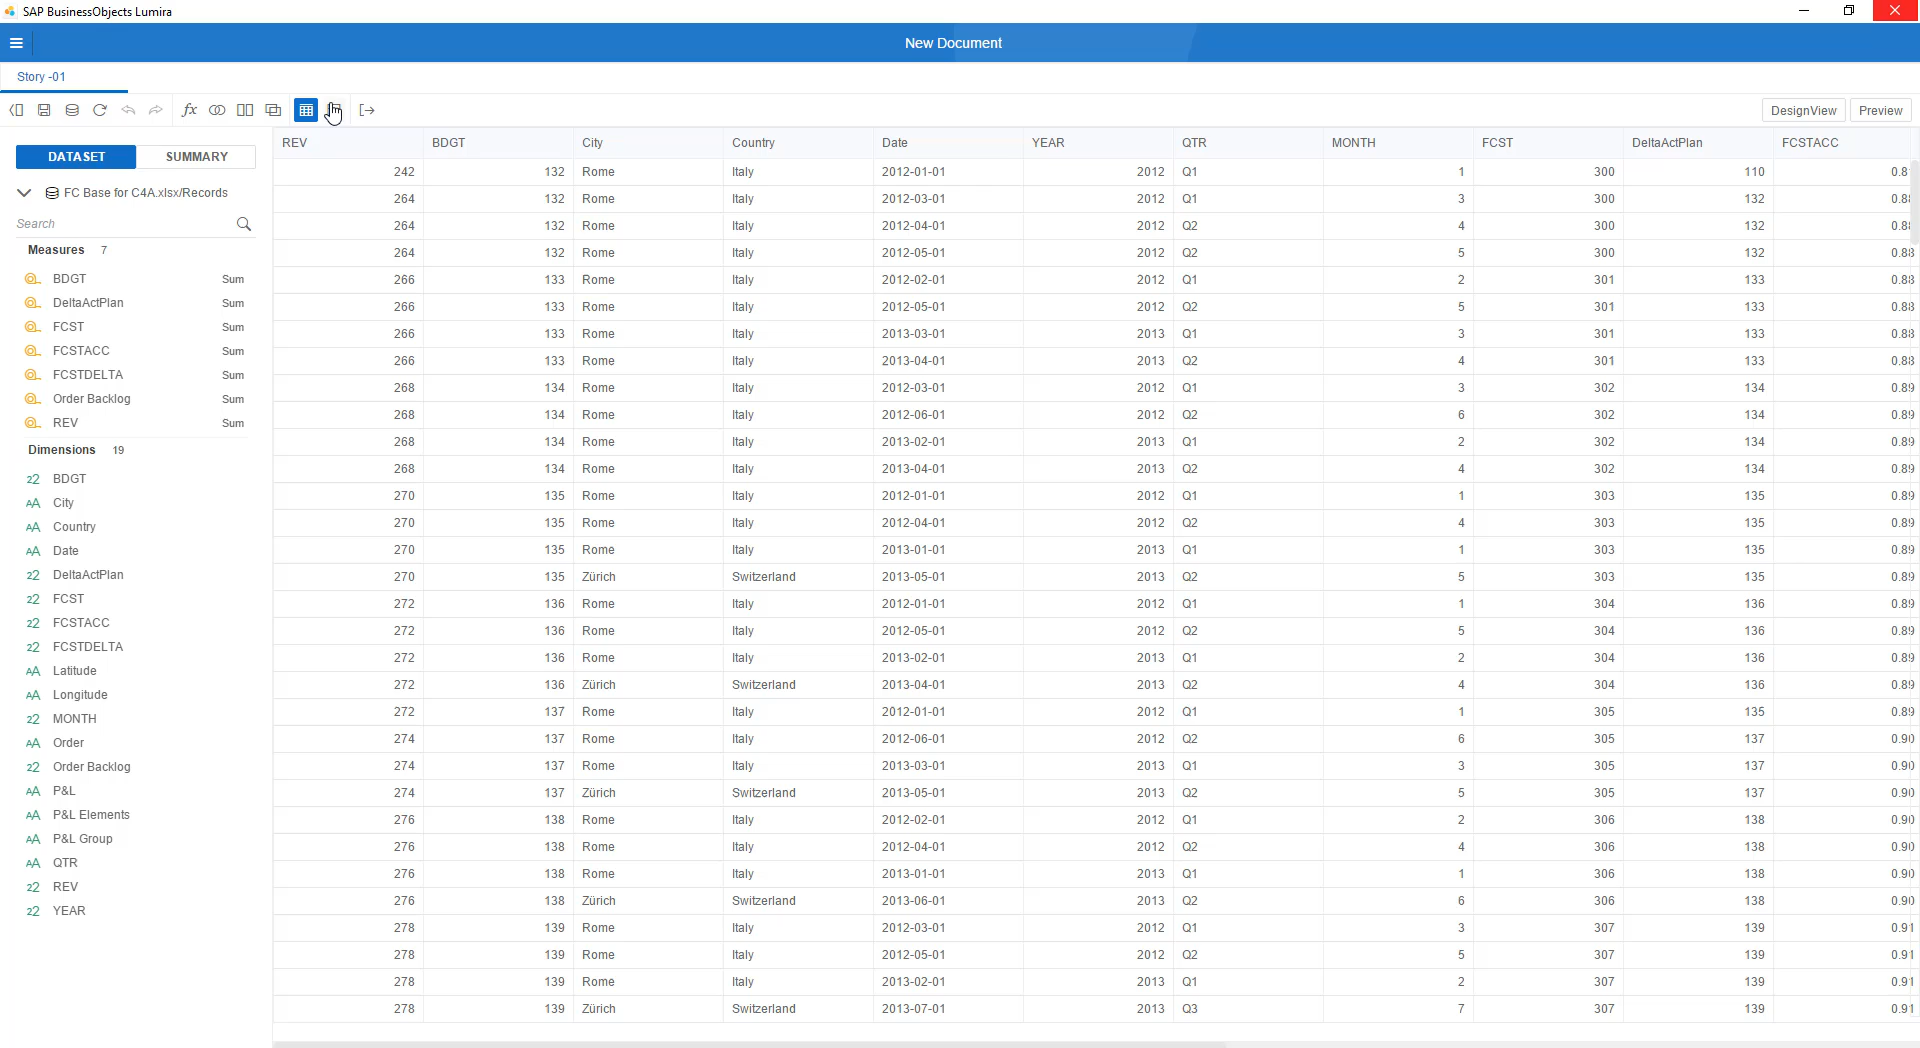 SAP BusinessObjects Lumira
New Document
Story -01
fx
DesignView Preview
DATASET SUMMARY
FC Base for C4A.xlsx/Records
Search
Measures 7
BDGT Sum
DeltaActPlan Sum
FCST Sum
FCSTACC Sum
FCSTDELTA Sum
Order Backlog Sum
REV Sum
Dimensions 19
22 BDGT
AA City
AA Country
AA Date
22 DeltaActPlan
22 FCST
22 FCSTACC
22 FCSTDELTA
AA Latitude
AA Longitude
22 MONTH
AA Order
22 Order Backlog
AA P&L
AA P&L Elements
AA P&L Group
AA QTR
22 REV
22 YEAR
REV BDGT City Country Date YEAR QTR MONTH FCST DeltaActPlan FCSTACC
242 132 Rome Italy 2012-01-01 2012 Q1 1 300 110
264 132 Rome Italy 2012-03-01 2012 Q1 3 300 132
264 132 Rome Italy 2012-04-01 2012 Q2 4 300 132
264 132 Rome Italy 2012-05-01 2012 Q2 5 300 132 0.88
266 133 Rome Italy 2012-02-01 2012 Q1 2 301 133 0.88
266 133 Rome Italy 2012-05-01 2012 Q2 5 301 133 0.88
266 133 Rome Italy 2013-03-01 2013 Q1 3 301 133 0.88
266 133 Rome Italy 2013-04-01 2013 Q2 4 301 133 0.88
268 134 Rome Italy 2012-03-01 2012 Q1 3 302 134 0.89
268 134 Rome Italy 2012-06-01 2012 Q2 6 302 134 0.89
268 134 Rome Italy 2013-02-01 2013 Q1 2 302 134 0.89
268 134 Rome Italy 2013-04-01 2013 Q2 4 302 134 0.89
270 135 Rome Italy 2012-01-01 2012 Q1 1 303 135 0.89
270 135 Rome Italy 2012-04-01 2012 Q2 4 303 135 0.89
270 135 Rome Italy 2013-01-01 2013 Q1 1 303 135 0.89
270 135 Zürich Switzerland 2013-05-01 2013 Q2 5 303 135 0.89
272 136 Rome Italy 2012-01-01 2012 Q1 1 304 136 0.89
272 136 Rome Italy 2012-05-01 2012 Q2 5 304 136 0.89
272 136 Rome Italy 2013-02-01 2013 Q1 2 304 136 0.89
272 136 Zürich Switzerland 2013-04-01 2013 Q2 4 304 136 0.89
272 137 Rome Italy 2012-01-01 2012 Q1 1 305 135 0.89
274 137 Rome Italy 2012-06-01 2012 Q2 6 305 137 0.90
274 137 Rome Italy 2013-03-01 2013 Q1 3 305 137 0.90
274 137 Zürich Switzerland 2013-05-01 2013 Q2 5 305 137 0.90
276 138 Rome Italy 2012-02-01 2012 Q1 2 306 138 0.90
276 138 Rome Italy 2012-04-01 2012 Q2 4 306 138 0.90
276 138 Rome Italy 2013-01-01 2013 Q1 1 306 138 0.90
276 138 Zürich Switzerland 2013-06-01 2013 Q2 6 306 138 0.90
278 139 Rome Italy 2012-03-01 2012 Q1 3 307 139 0.91
278 139 Rome Italy 2012-05-01 2012 Q2 5 307 139 0.91
278 139 Rome Italy 2013-02-01 2013 Q1 2 307 139 0.91
278 139 Zürich Switzerland 2013-07-01 2013 Q3 7 307 139 0.91